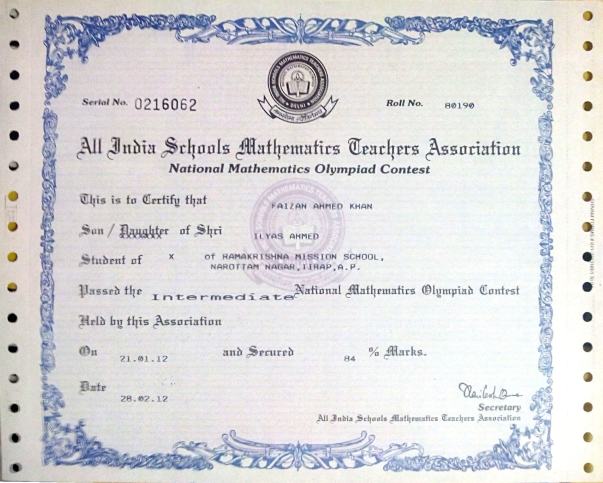 Serial No. 0216062 Roll No. 80190
All India Schools Mathematics Teachers Association
National Mathematics Olympiad Contest
This is to Certify that FAIZAN AHMED KHAN
Son / Daughter of Shri ILYAS AHMED
Student of X of RAMAKRISHNA MISSION SCHOOL,
NAROTTAM NAGAR,TIRAP,A.P.
Passed the Intermediate National Mathematics Olympiad Contest
Held by this Association
On 21.01.12 and Secured 84 % Marks.
Date 28.02.12
Secretary
All India Schools Mathematics Teachers Association